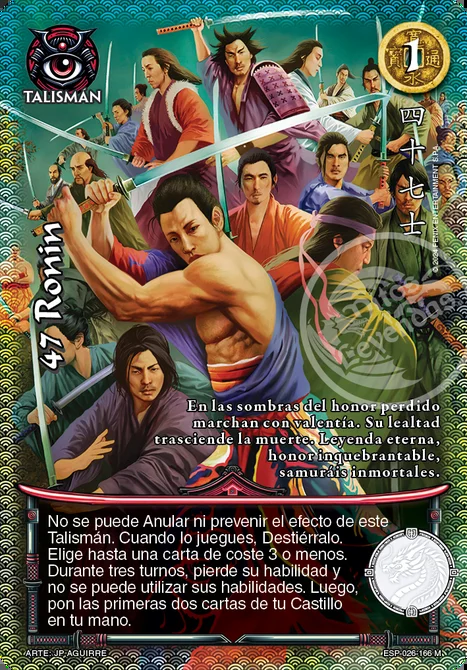 TALISMÁN
1
四十七士
47 Ronin
Mitos
Leyendas
En las sombras del honor perdido
marchan con valentía. Su lealtad
trasciende la muerte. Leyenda eterna,
honor inquebrantable,
samuráis inmortales.
No se puede Anular ni prevenir el efecto de este
Talismán. Cuando lo juegues, Destiérralo.
Elige hasta una carta de coste 3 o menos.
Durante tres turnos, pierde su habilidad y
no se puede utilizar sus habilidades. Luego,
pon las primeras dos cartas de tu Castillo
en tu mano.
ARTE: JP AGUIRRE
ESP-026-166 M